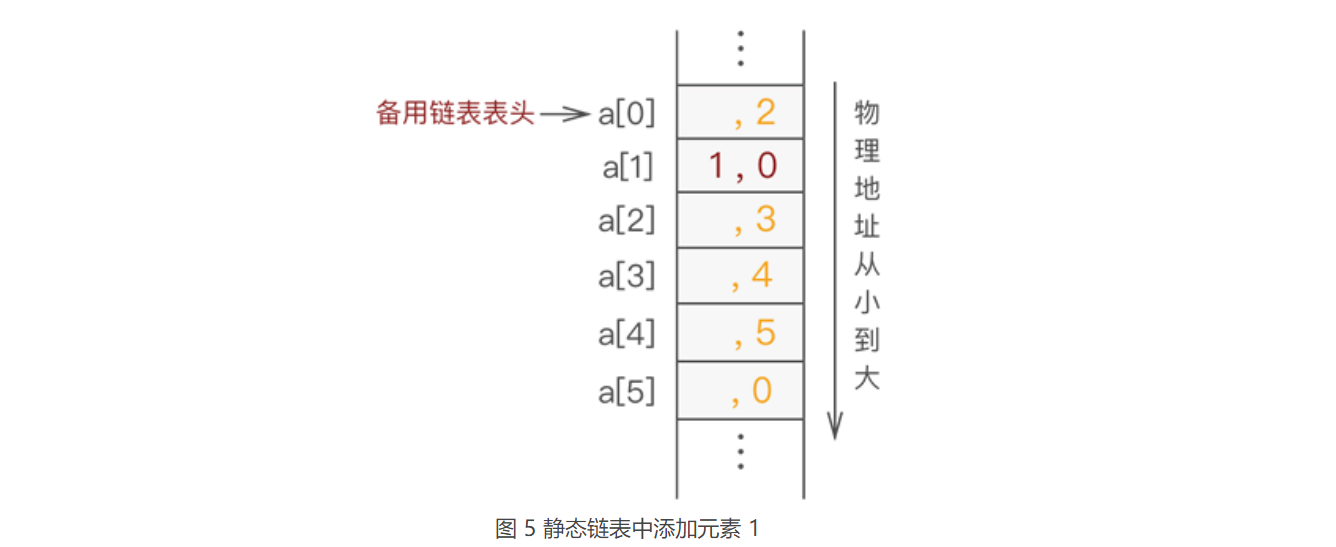 备用链表表头 a[0] , 2
a[1] 1 , 0
a[2] , 3
a[3] , 4
a[4] , 5
a[5] , 0
物理地址从小到大
图 5 静态链表中添加元素 1